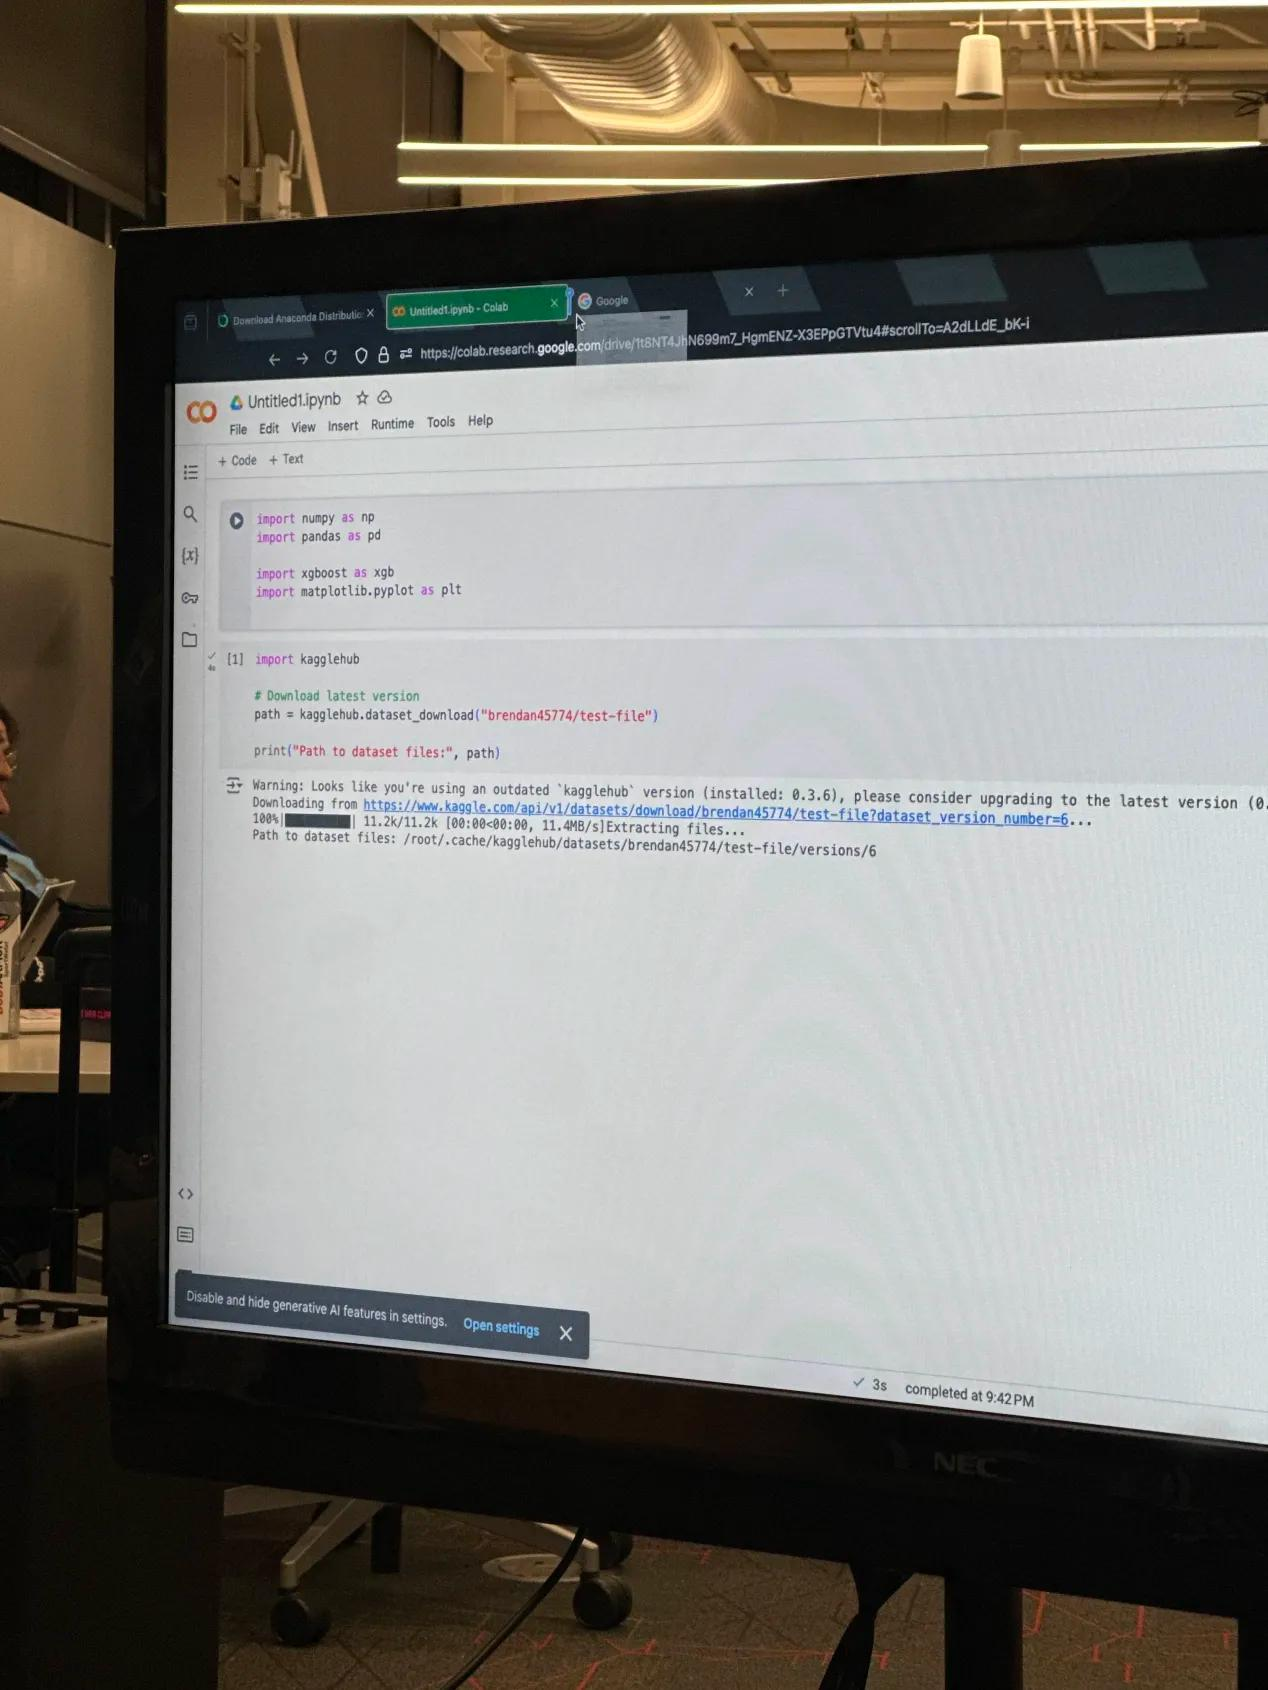 Download Anaconda Distributio
Untitled1.ipynb - Colab
Google
https://colab.research.google.com/drive/1t8NT4JhN699m7_HgmENZ-X3EPpGTVtu4#scrollTo=A2dLLdE_bK-i
CO
Untitled1.ipynb
File Edit View Insert Runtime Tools Help
+ Code + Text
{x}
import numpy as np
import pandas as pd
import xgboost as xgb
import matplotlib.pyplot as plt
4s
[1] import kagglehub
# Download latest version
path = kagglehub.dataset_download("brendan45774/test-file")
print("Path to dataset files:", path)
Warning: Looks like you're using an outdated `kagglehub` version (installed: 0.3.6), please consider upgrading to the latest version (0.
Downloading from https://www.kaggle.com/api/v1/datasets/download/brendan45774/test-file?dataset_version_number=6...
100%| | 11.2k/11.2k [00:00<00:00, 11.4MB/s]Extracting files...
Path to dataset files: /root/.cache/kagglehub/datasets/brendan45774/test-file/versions/6
Disable and hide generative AI features in settings. Open settings
3s completed at 9:42 PM
NEC